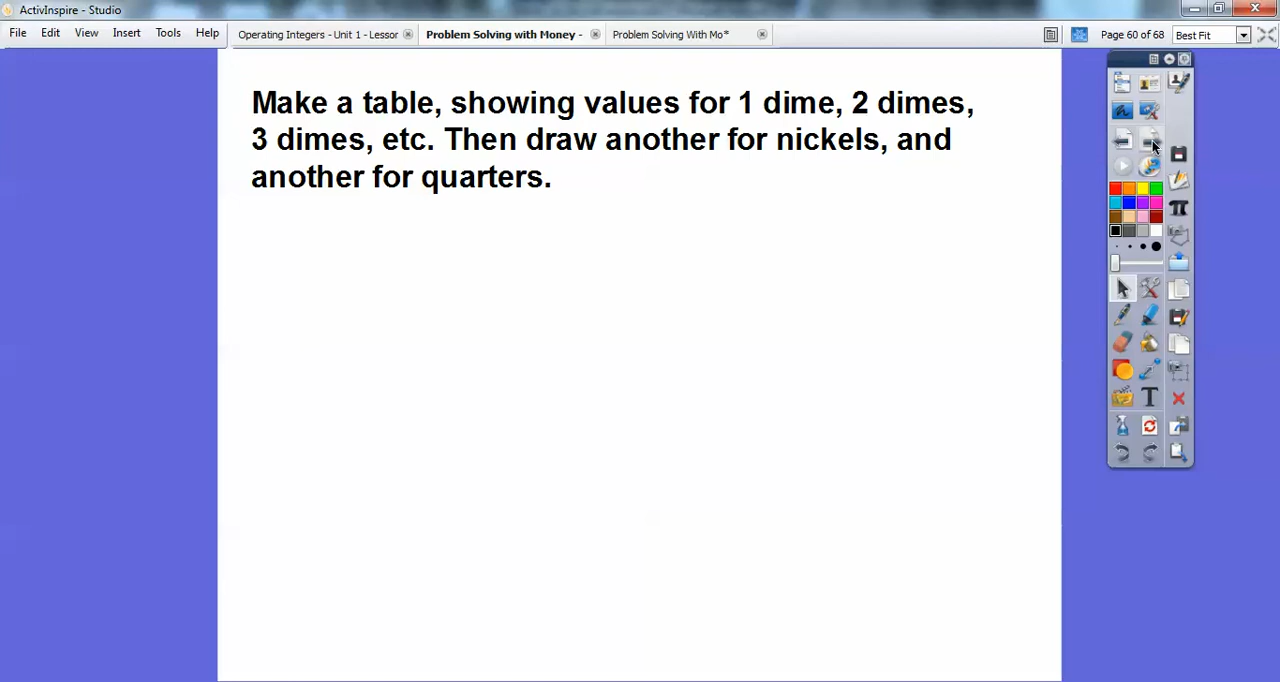 ActivInspire - Studio
File Edit View Insert Tools Help
Operating Integers - Unit 1 - Lessor
Problem Solving with Money -
Problem Solving With Mo*
Page 60 of 68
Best Fit
Make a table, showing values for 1 dime, 2 dimes,
3 dimes, etc. Then draw another for nickels, and
another for quarters.